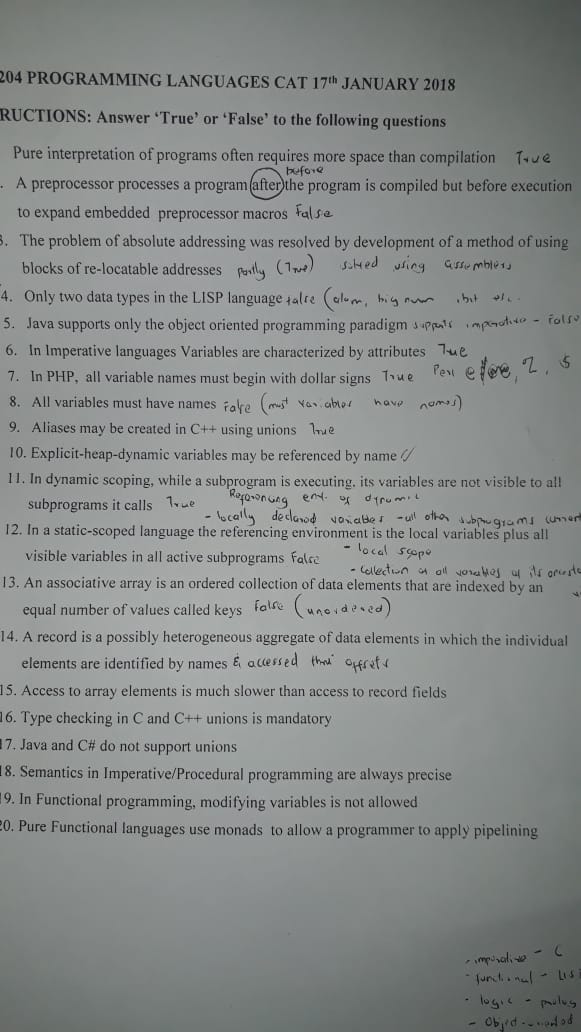 204 PROGRAMMING LANGUAGES CAT 17th JANUARY 2018
RUCTIONS: Answer ‘True’ or ‘False’ to the following questions
Pure interpretation of programs often requires more space than compilation True
before
. A preprocessor processes a program (after) the program is compiled but before execution
to expand embedded preprocessor macros False
3. The problem of absolute addressing was resolved by development of a method of using
blocks of re-locatable addresses partly (True) solved using assemblers
4. Only two data types in the LISP language false (atom, big num
5. Java supports only the object oriented programming paradigm supports imperative - false
6. In Imperative languages Variables are characterized by attributes True
7. In PHP, all variable names must begin with dollar signs True
8. All variables must have names False (most variables have names)
9. Aliases may be created in C++ using unions True
10. Explicit-heap-dynamic variables may be referenced by name
11. In dynamic scoping, while a subprogram is executing, its variables are not visible to all
subprograms it calls True Referencing env. of dynamic
- locally declared variables - all other subprograms
12. In a static-scoped language the referencing environment is the local variables plus all
visible variables in all active subprograms False - local scope
- collection of all variables of its
13. An associative array is an ordered collection of data elements that are indexed by an
equal number of values called keys False (unordered)
14. A record is a possibly heterogeneous aggregate of data elements in which the individual
elements are identified by names & accessed thru' offsets
15. Access to array elements is much slower than access to record fields
16. Type checking in C and C++ unions is mandatory
17. Java and C# do not support unions
18. Semantics in Imperative/Procedural programming are always precise
19. In Functional programming, modifying variables is not allowed
20. Pure Functional languages use monads to allow a programmer to apply pipelining
- imperative - C
- functional - LIS
- logic - prolog
- Object-oriented